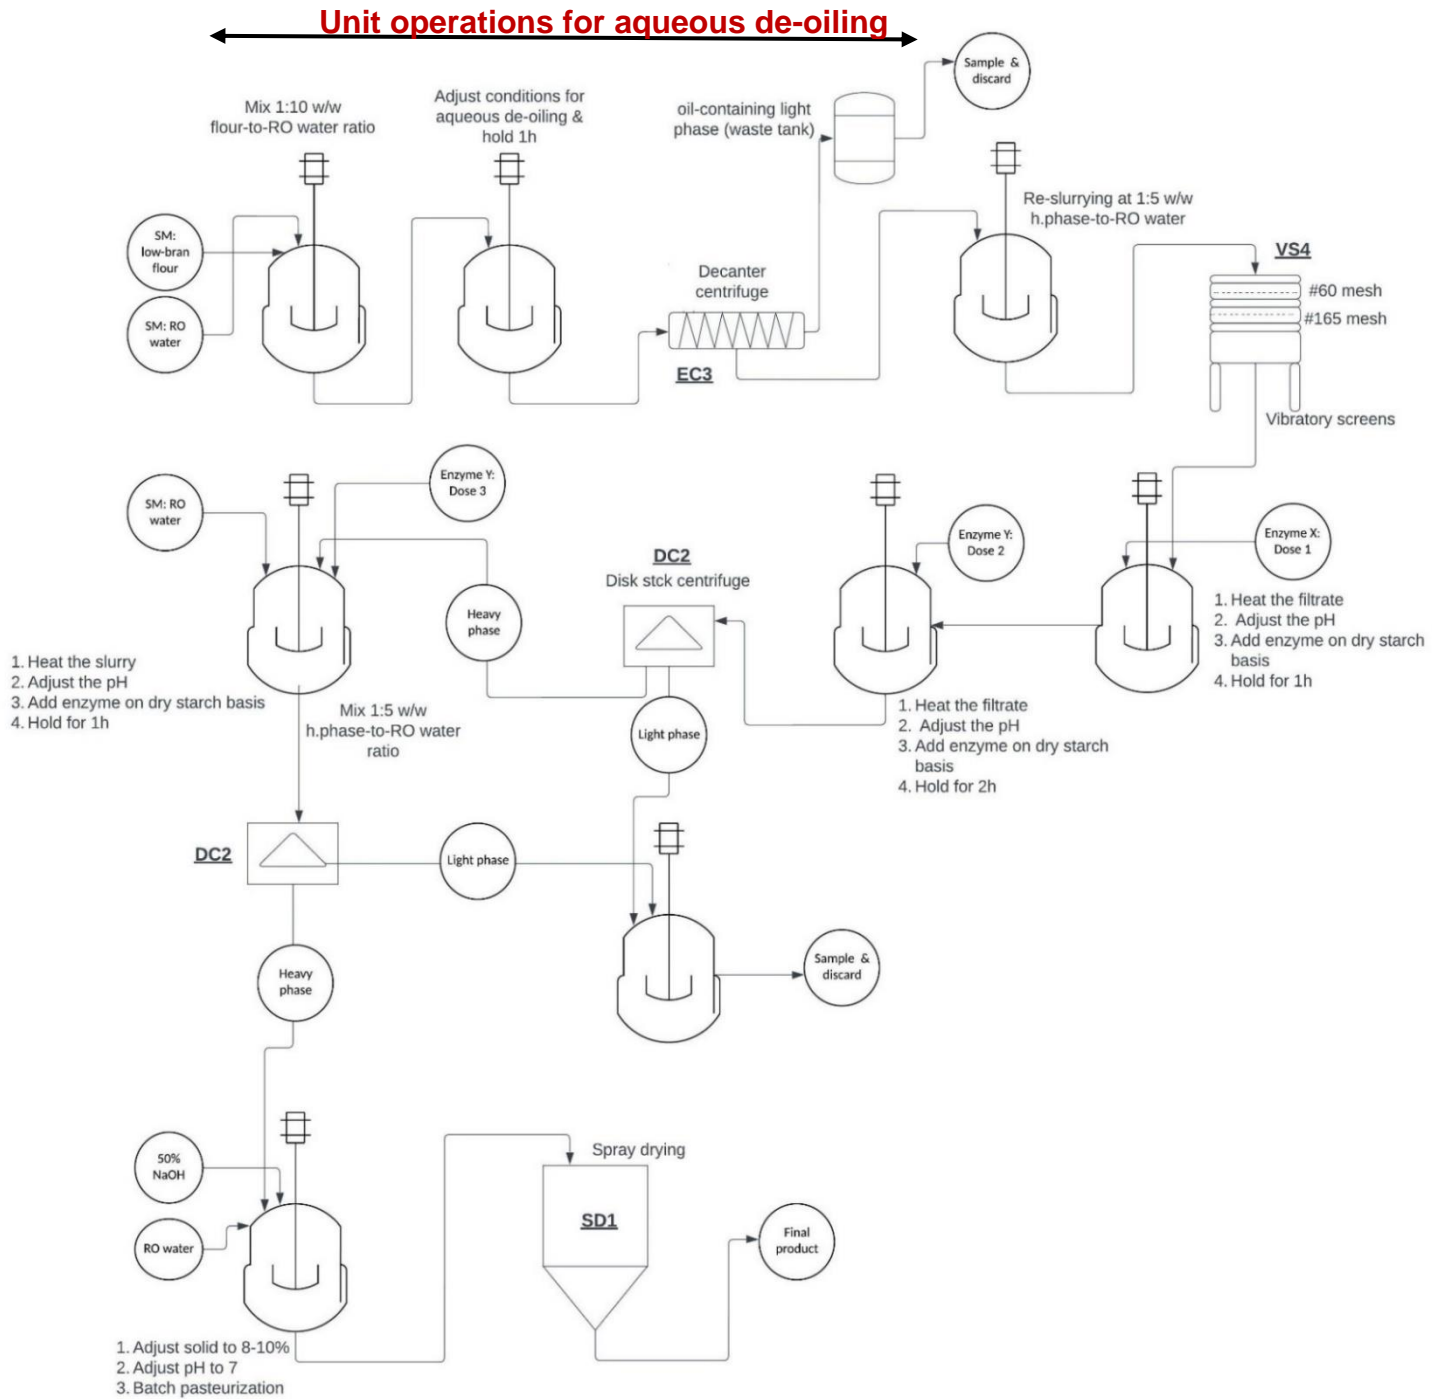 Unit operations for aqueous de-oiling
Sample &
discard
Mix 1:10 w/w
flour-to-RO water ratio
Adjust conditions for
aqueous de-oiling &
hold 1h
oil-containing light
phase (waste tank)
Re-slurrying at 1:5 w/w
h.phase-to-RO water
SM:
low-bran
flour
SM: RO
water
Decanter
centrifuge
EC3
VS4
#60 mesh
#165 mesh
Vibratory screens
SM: RO
water
Enzyme Y:
Dose 3
Heavy
phase
DC2
Disk stck centrifuge
Enzyme Y:
Dose 2
Enzyme X:
Dose 1
1. Heat the filtrate
2. Adjust the pH
3. Add enzyme on dry starch
basis
4. Hold for 1h
1. Heat the slurry
2. Adjust the pH
3. Add enzyme on dry starch basis
4. Hold for 1h
Mix 1:5 w/w
h.phase-to-RO water
ratio
Light phase
1. Heat the filtrate
2. Adjust the pH
3. Add enzyme on dry starch
basis
4. Hold for 2h
DC2
Light phase
Heavy
phase
Sample &
discard
50%
NaOH
RO water
Spray drying
SD1
Final
product
1. Adjust solid to 8-10%
2. Adjust pH to 7
3. Batch pasteurization